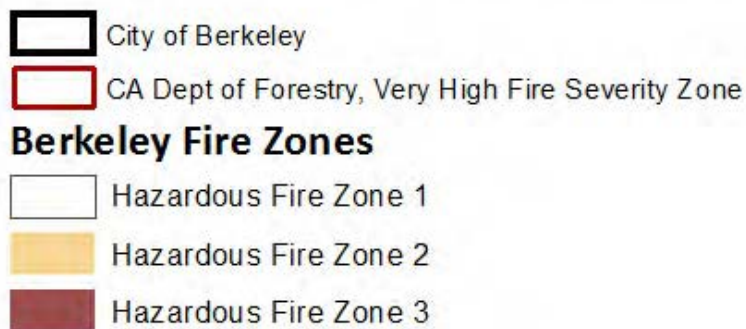 City of Berkeley
CA Dept of Forestry, Very High Fire Severity Zone
Berkeley Fire Zones
Hazardous Fire Zone 1
Hazardous Fire Zone 2
Hazardous Fire Zone 3